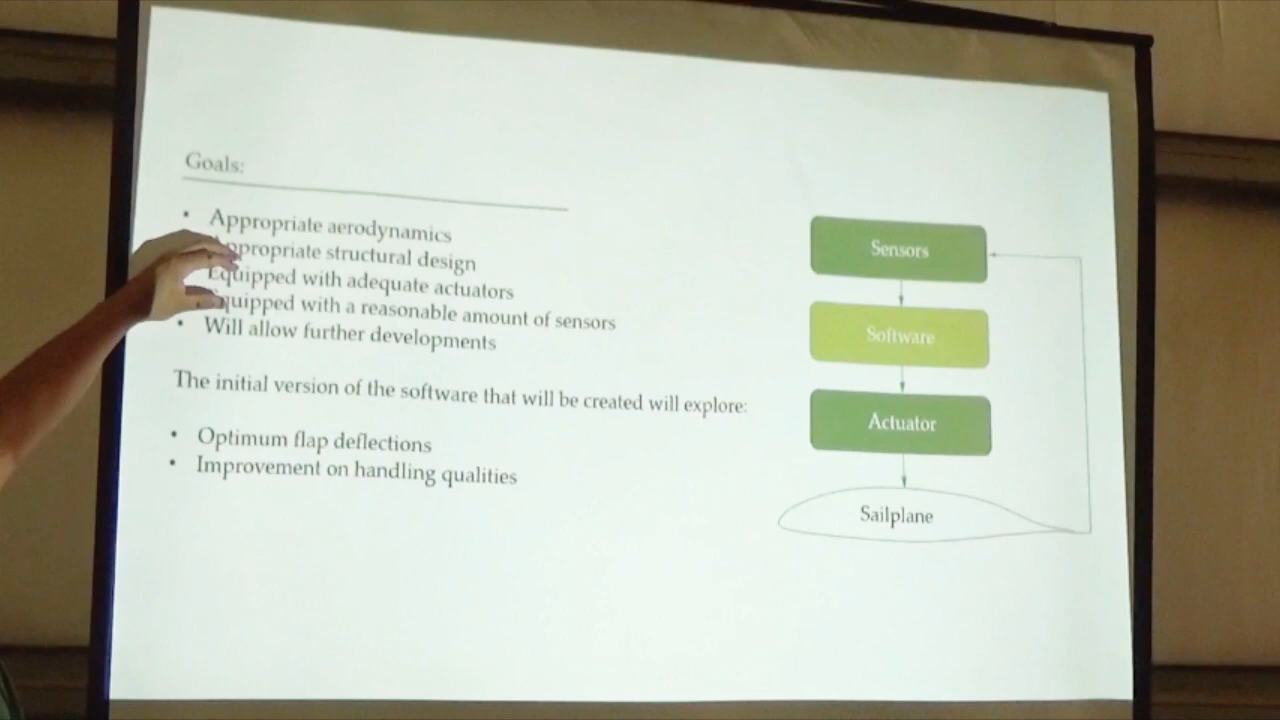 Goals:
• Appropriate aerodynamics
Appropriate structural design
Equipped with adequate actuators
Equipped with a reasonable amount of sensors
• Will allow further developments
The initial version of the software that will be created will explore:
• Optimum flap deflections
• Improvement on handling qualities
Sensors
Software
Actuator
Sailplane